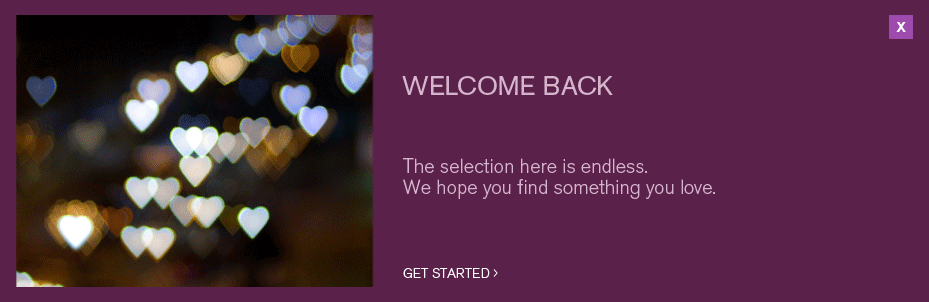 X
WELCOME BACK
The selection here is endless.
We hope you find something you love.
GET STARTED >